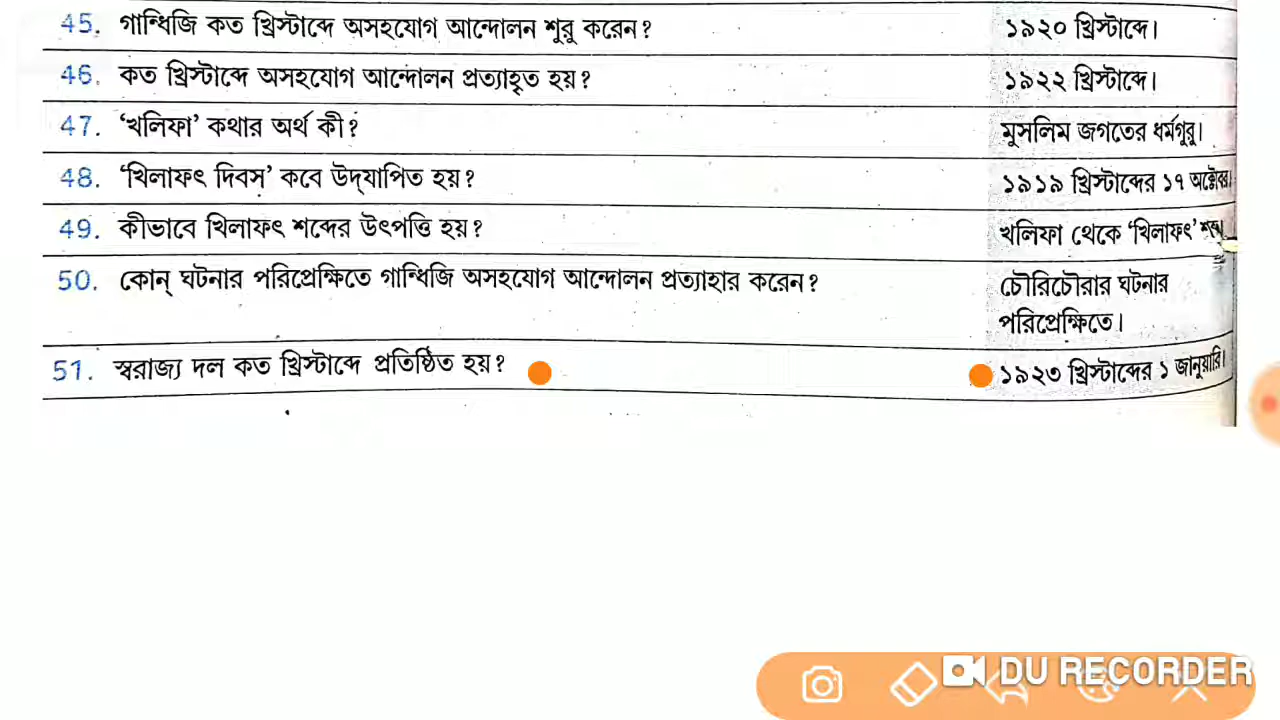 45. গান্ধিজি কত খ্রিস্টাব্দে অসহযোগ আন্দোলন শুরু করেন? ১৯২০ খ্রিস্টাব্দে।
46. কত খ্রিস্টাব্দে অসহযোগ আন্দোলন প্রত্যাহৃত হয়? ১৯২২ খ্রিস্টাব্দে।
47. ‘খলিফা’ কথার অর্থ কী? মুসলিম জগতের ধর্মগুরু।
48. ‘খিলাফৎ দিবস’ কবে উদ্‌যাপিত হয়? ১৯১৯ খ্রিস্টাব্দের ১৭ অক্টোবর।
49. কীভাবে খিলাফৎ শব্দের উৎপত্তি হয়? খলিফা থেকে ‘খিলাফৎ’ শব্দ।
50. কোন্ ঘটনার পরিপ্রেক্ষিতে গান্ধিজি অসহযোগ আন্দোলন প্রত্যাহার করেন? চৌরিচৌরার ঘটনার
পরিপ্রেক্ষিতে।
51. স্বরাজ্য দল কত খ্রিস্টাব্দে প্রতিষ্ঠিত হয়? ১৯২৩ খ্রিস্টাব্দের ১ জানুয়ারি।
DU RECORDER